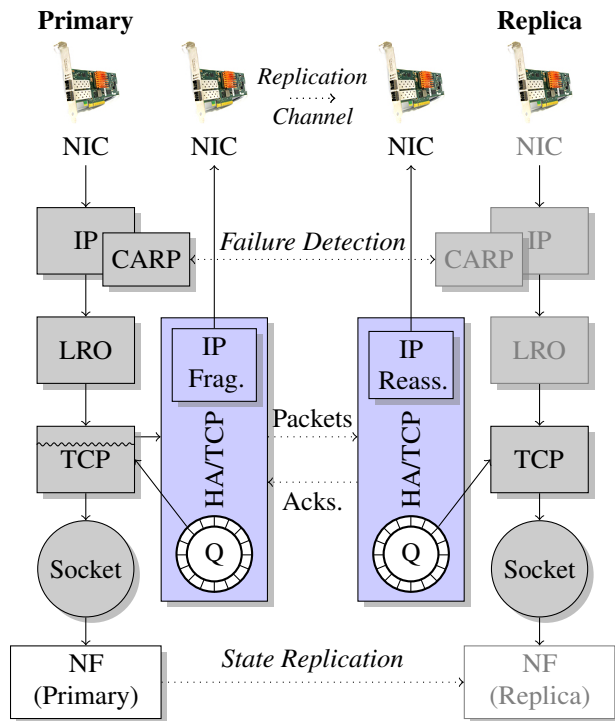 Primary
Replica
Replication
Channel
NIC
NIC
NIC
NIC
IP
CARP
Failure Detection
CARP
IP
LRO
IP
Frag.
IP
Reass.
LRO
TCP
HA/TCP
Packets
Acks.
HA/TCP
TCP
Socket
Q
Q
Socket
NF
(Primary)
State Replication
NF
(Replica)